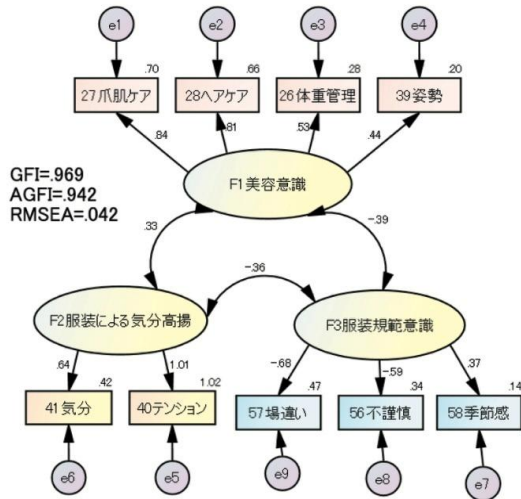 e1
e2
e3
e4
.70
.66
.28
.20
27爪肌ケア
28ヘアケア
26体重管理
39姿勢
.84
.81
.53
.44
GFI=.969
AGFI=.942
RMSEA=.042
F1美容意識
.33
-.39
-.36
F2服装による気分高揚
F3服装規範意識
.64
1.01
-.68
-.59
.37
.42
1.02
.47
.34
.14
41気分
40テンション
57場違い
56不謹慎
58季節感
e6
e5
e9
e8
e7